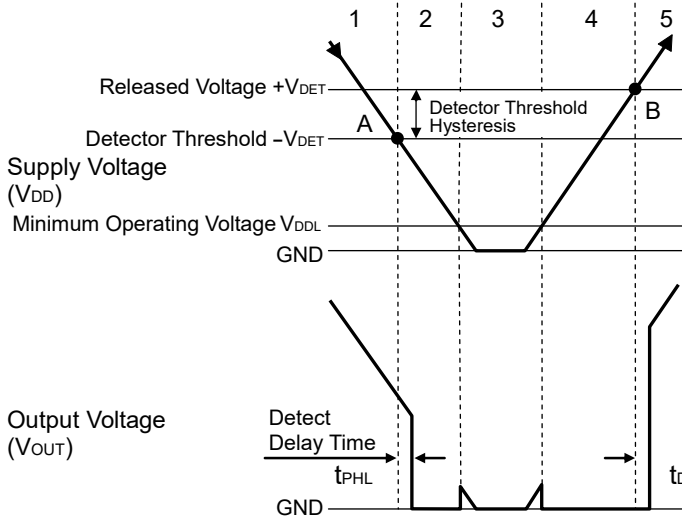 1 2 3 4 5
Released Voltage +VDET
Detector Threshold
Hysteresis
A
B
Detector Threshold –VDET
Supply Voltage
(VDD)
Minimum Operating Voltage VDDL
GND
Output Voltage
(VOUT)
Detect
Delay Time
tPHL
GND